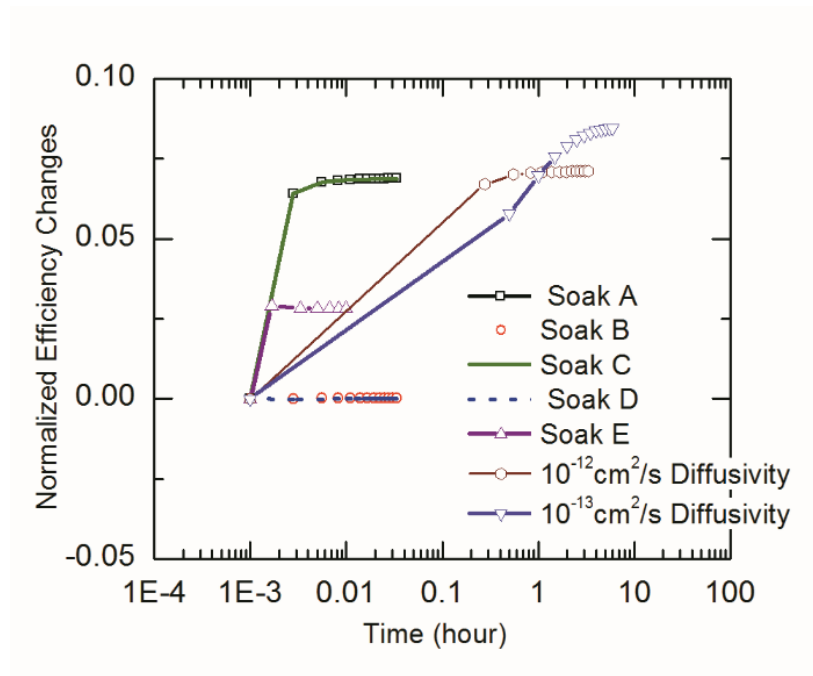 0.10
0.05
0.00
-0.05
Normalized Efficiency Changes
Soak A
Soak B
Soak C
Soak D
Soak E
10⁻¹²cm²/s Diffusivity
10⁻¹³cm²/s Diffusivity
1E-4 1E-3 0.01 0.1 1 10 100
Time (hour)